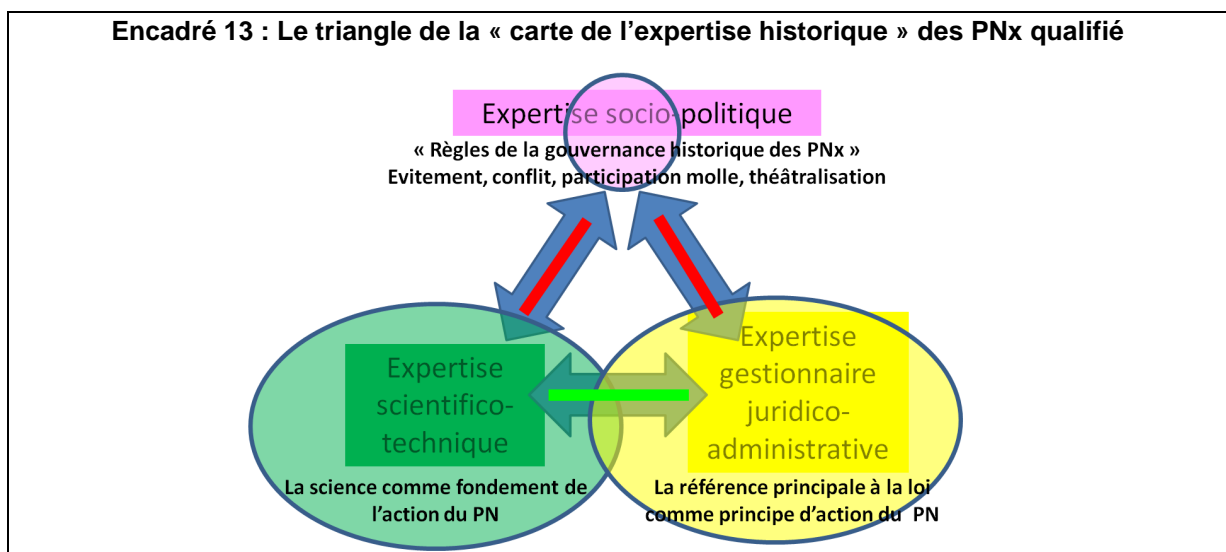 Encadré 13 : Le triangle de la « carte de l’expertise historique » des PNx qualifié
Expertise socio-politique
« Règles de la gouvernance historique des PNx »
Evitement, conflit, participation molle, théâtralisation
Expertise
scientifico-
technique
La science comme fondement de
l’action du PN
Expertise
gestionnaire
juridico-
administrative
La référence principale à la loi
comme principe d’action du PN